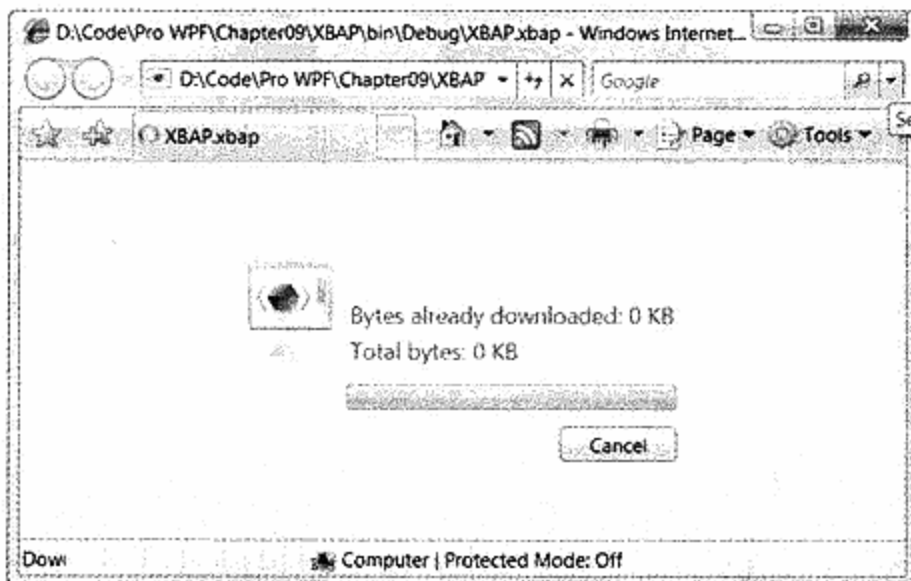 D:\Code\Pro WPF\Chapter09\XBAP\bin\Debug\XBAP.xbap - Windows Internet...
D:\Code\Pro WPF\Chapter09\XBAP
Google
XBAP.xbap
Page
Tools
Se
Bytes already downloaded: 0 KB
Total bytes: 0 KB
Cancel
Dow
Computer | Protected Mode: Off